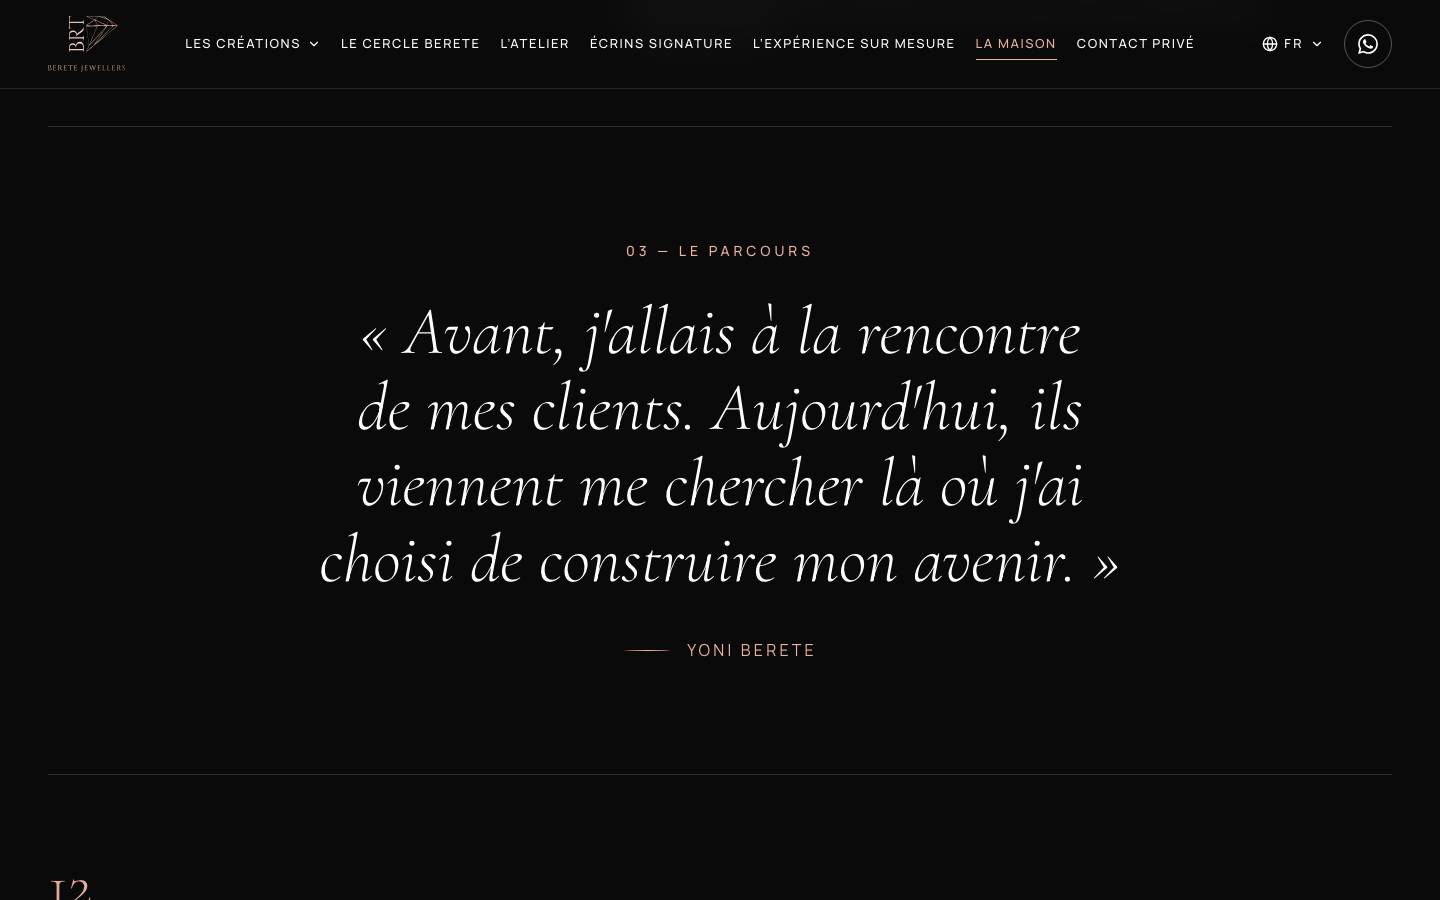 BRT
BERETE JEWELLERS
LES CRÉATIONS
LE CERCLE BERETE
L'ATELIER
ÉCRINS SIGNATURE
L'EXPÉRIENCE SUR MESURE
LA MAISON
CONTACT PRIVÉ
FR
03 — LE PARCOURS
« Avant, j'allais à la rencontre
de mes clients. Aujourd'hui, ils
viennent me chercher là où j'ai
choisi de construire mon avenir. »
YONI BERETE
12